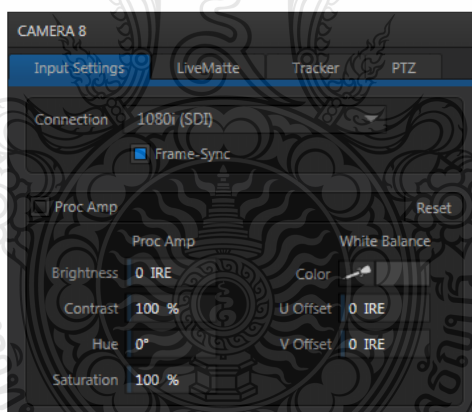 CAMERA 8
Input Settings LiveMatte Tracker PTZ
Connection 1080i (SDI)
Frame-Sync
Proc Amp Reset
Proc Amp White Balance
Brightness 0 IRE Color
Contrast 100 % U Offset 0 IRE
Hue 0° V Offset 0 IRE
Saturation 100 %